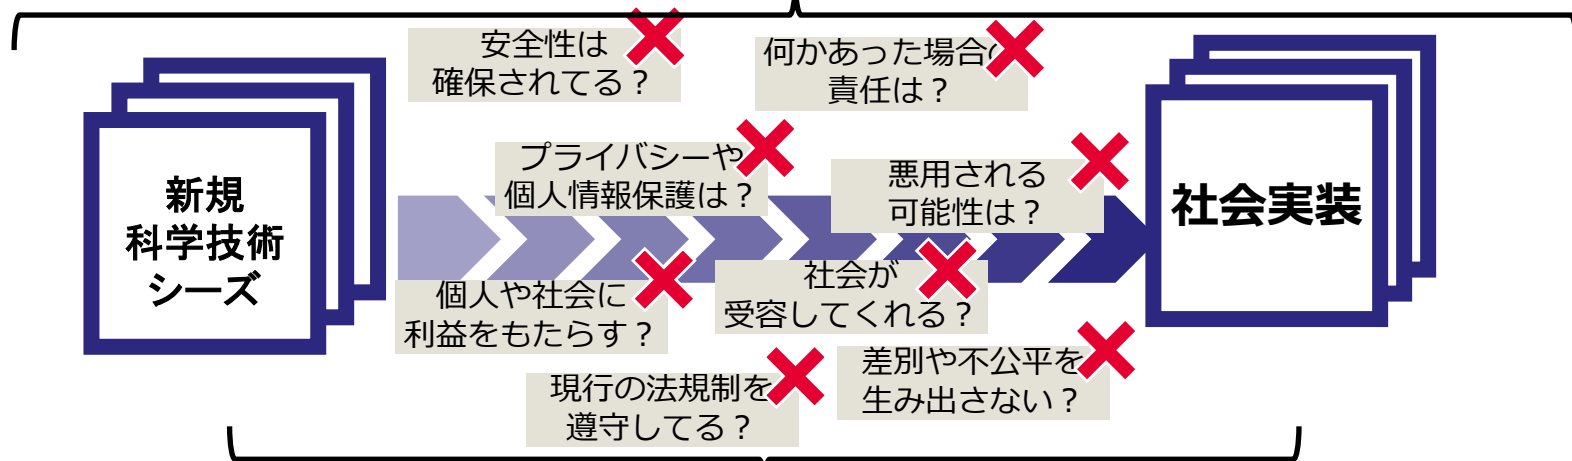 安全性は
確保されてる？
何かあった場合の
責任は？
プライバシーや
個人情報保護は？
悪用される
可能性は？
新規
科学技術
シーズ
社会実装
個人や社会に
利益をもたらす？
社会が
受容してくれる？
現行の法規制を
遵守してる？
差別や不公平を
生み出さない？